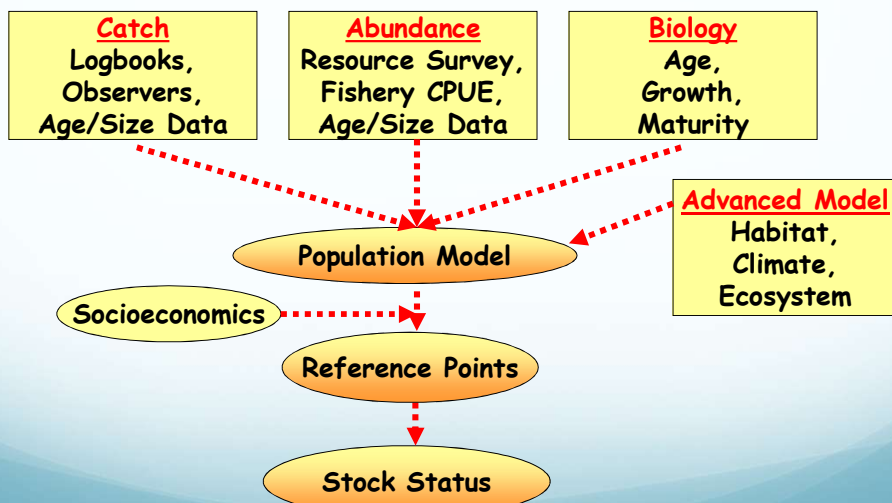 Catch
Logbooks,
Observers,
Age/Size Data
Abundance
Resource Survey,
Fishery CPUE,
Age/Size Data
Biology
Age,
Growth,
Maturity
Advanced Model
Habitat,
Climate,
Ecosystem
Population Model
Socioeconomics
Reference Points
Stock Status